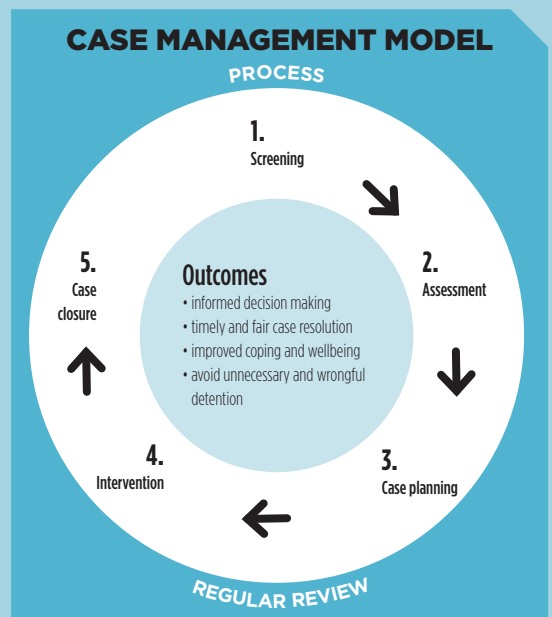 CASE MANAGEMENT MODEL
PROCESS
1.
Screening
2.
Assessment
3.
Case planning
4.
Intervention
5.
Case
closure
Outcomes
• informed decision making
• timely and fair case resolution
• improved coping and wellbeing
• avoid unnecessary and wrongful
detention
REGULAR REVIEW